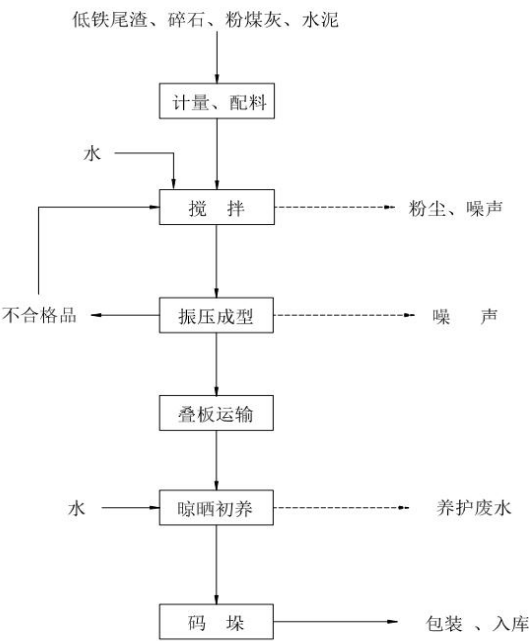 低铁尾渣、碎石、粉煤灰、水泥
计量、配料
水
搅 拌
粉尘、噪声
不合格品
振压成型
噪 声
叠板运输
水
晾晒初养
养护废水
码 垛
包装 、入库